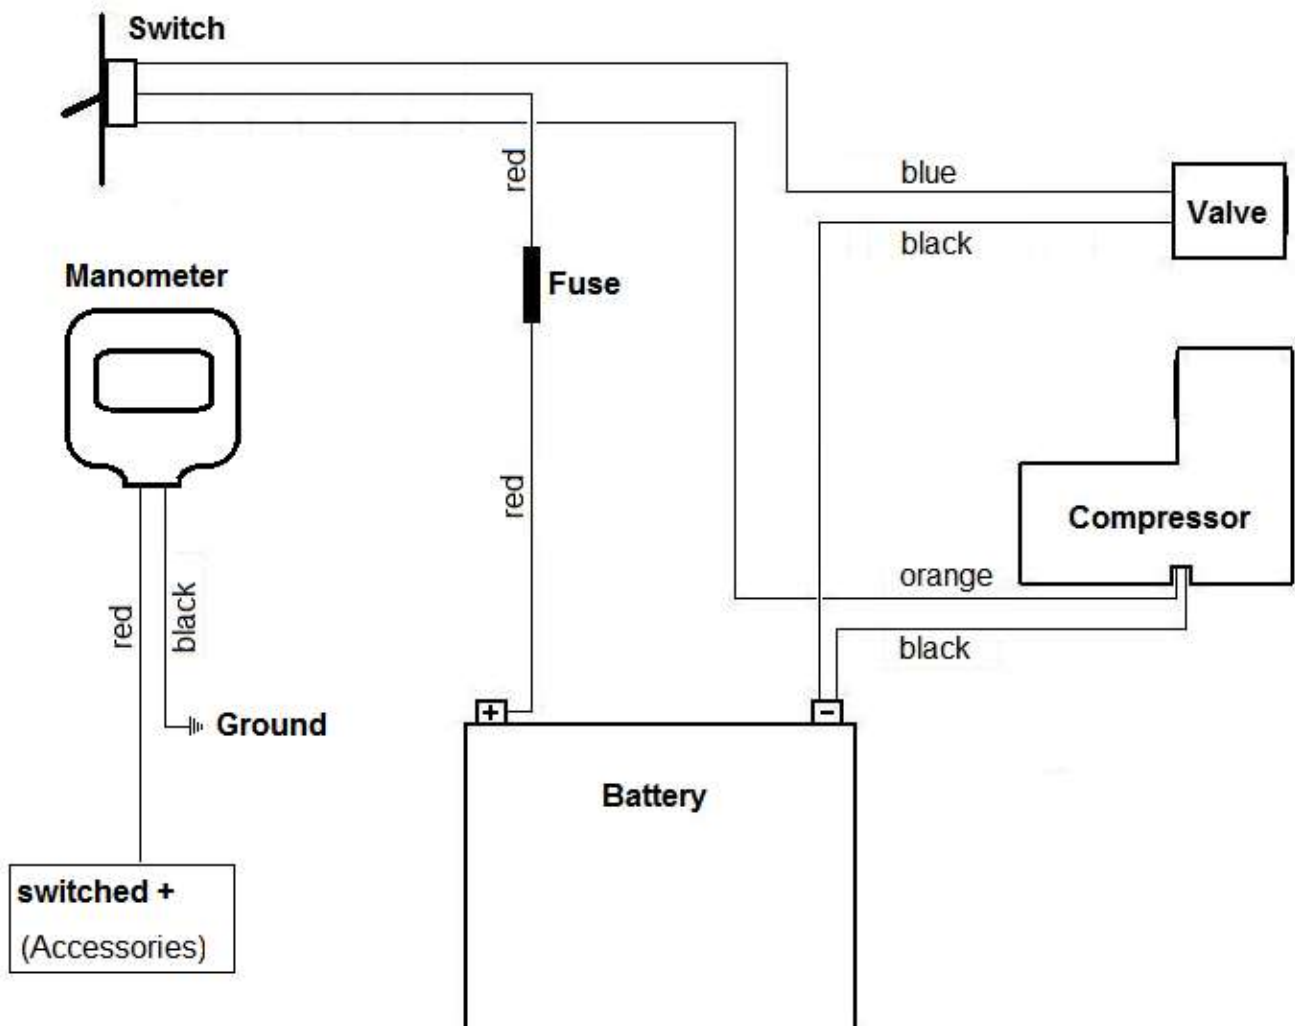 Switch
red
blue
Valve
black
Manometer
Fuse
red
Compressor
orange
red
black
black
Ground
+
−
Battery
switched +
(Accessories)